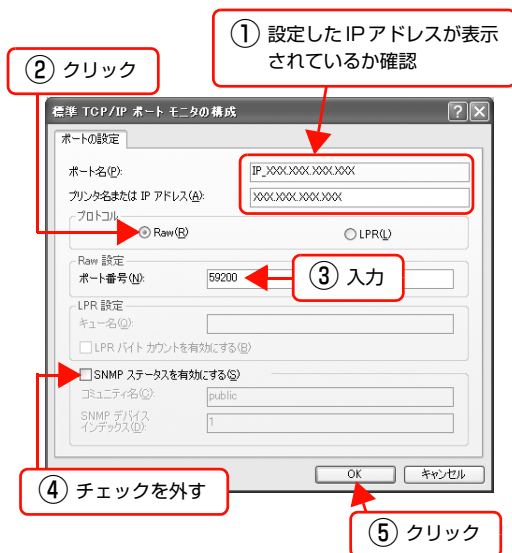 ① 設定したIPアドレスが表示
されているか確認
② クリック
標準 TCP/IP ポート モニタの構成
ポートの設定
ポート名(P): IP_XXX.XXX.XXX.XXX
プリンタ名または IP アドレス(A): XXX.XXX.XXX.XXX
プロトコル
Raw(R) LPR(L)
Raw 設定
ポート番号(N): 59200
③ 入力
LPR 設定
キュー名(Q):
LPR バイト カウントを有効にする(B)
SNMP ステータスを有効にする(S)
コミュニティ名(C): public
SNMP デバイス
インデックス(D): 1
OK キャンセル
④ チェックを外す
⑤ クリック